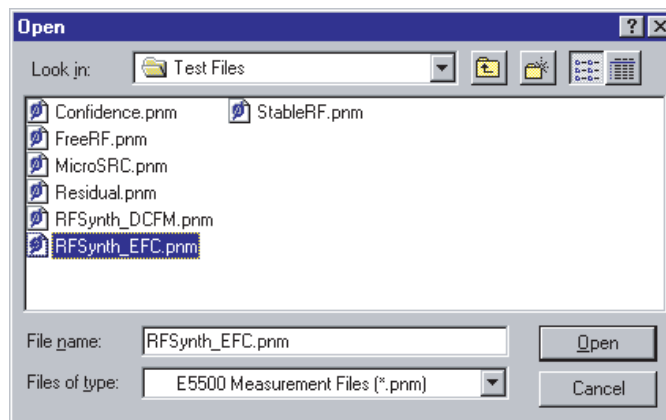 Open
Look in: Test Files
Confidence.pnm StableRF.pnm
FreeRF.pnm
MicroSRC.pnm
Residual.pnm
RFSynth_DCFM.pnm
RFSynth_EFC.pnm
File name: RFSynth_EFC.pnm Open
Files of type: E5500 Measurement Files (*.pnm) Cancel